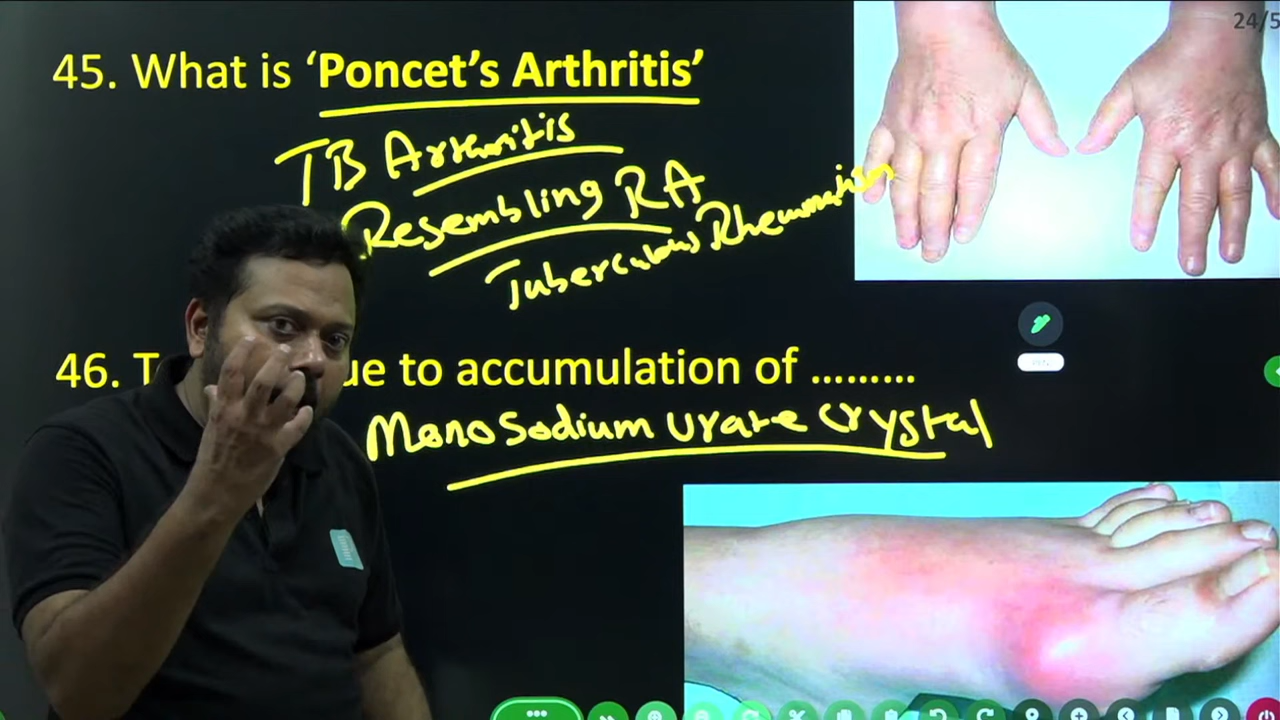 24/5
45. What is ‘Poncet’s Arthritis’
TB Arthritis
Resembling RA
Tuberculous Rheumatism
46. T ue to accumulation of ………
MonoSodium Urate Crystal